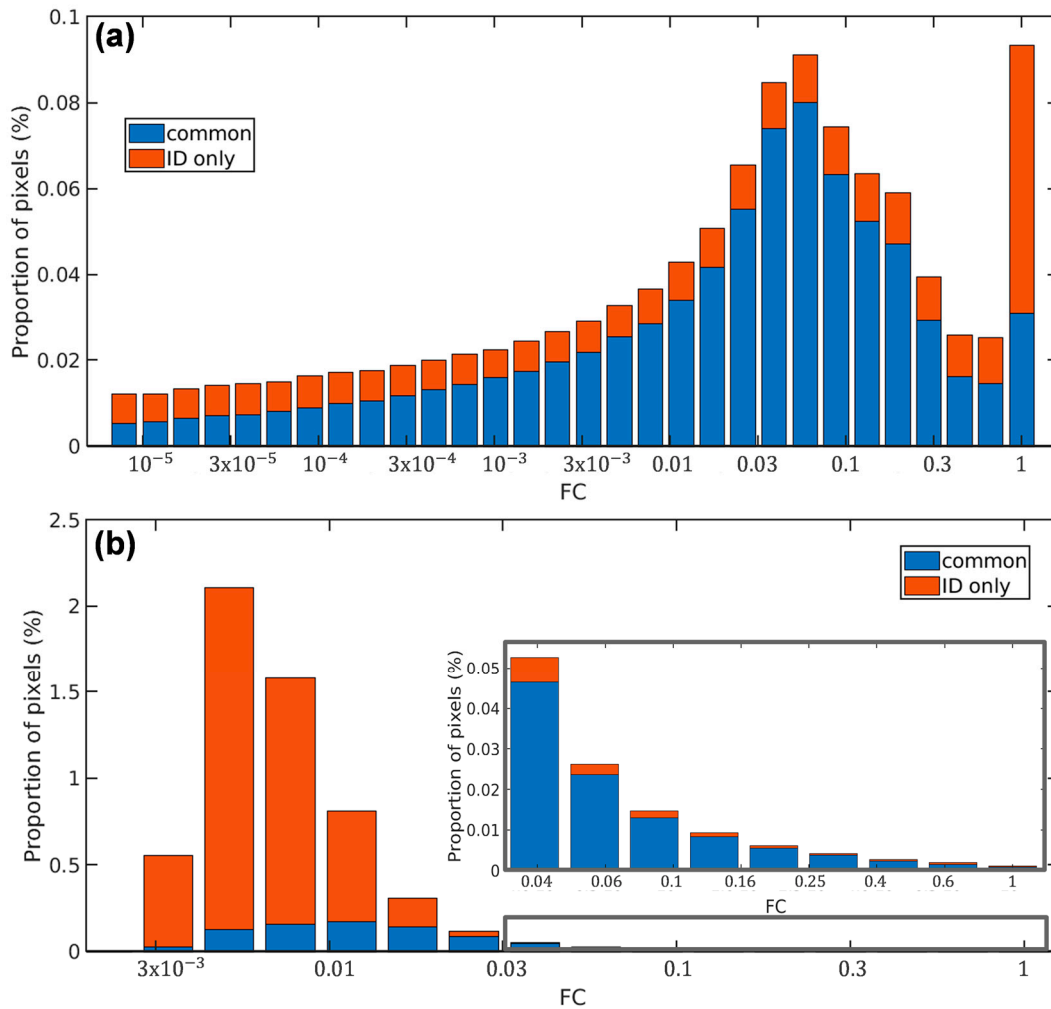 (a)
0.1
0.08
0.06
0.04
0.02
0
Proportion of pixels (%)
common
ID only
10⁻⁵ 3x10⁻⁵ 10⁻⁴ 3x10⁻⁴ 10⁻³ 3x10⁻³ 0.01 0.03 0.1 0.3 1
FC
(b)
2.5
2
1.5
1
0.5
0
Proportion of pixels (%)
common
ID only
0.05
0.04
0.03
0.02
0.01
0
Proportion of pixels (%)
0.04 0.06 0.1 0.16 0.25 0.4 0.6 1
FC
3x10⁻³ 0.01 0.03 0.1 0.3 1
FC